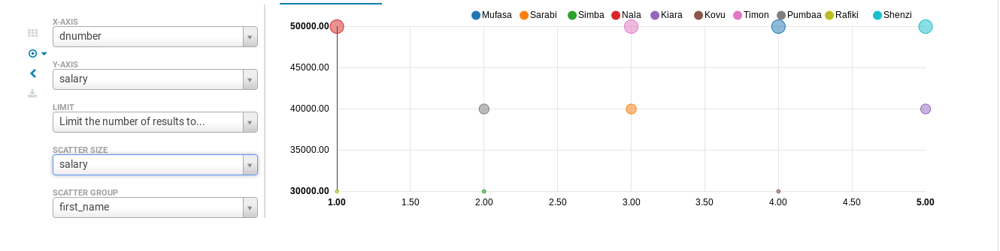 X-AXIS
dnumber
Y-AXIS
salary
LIMIT
Limit the number of results to...
SCATTER SIZE
salary
SCATTER GROUP
first_name
Mufasa Sarabi Simba Nala Kiara Kovu Timon Pumbaa Rafiki Shenzi
50000.00
45000.00
40000.00
35000.00
30000.00
1.00 1.50 2.00 2.50 3.00 3.50 4.00 4.50 5.00